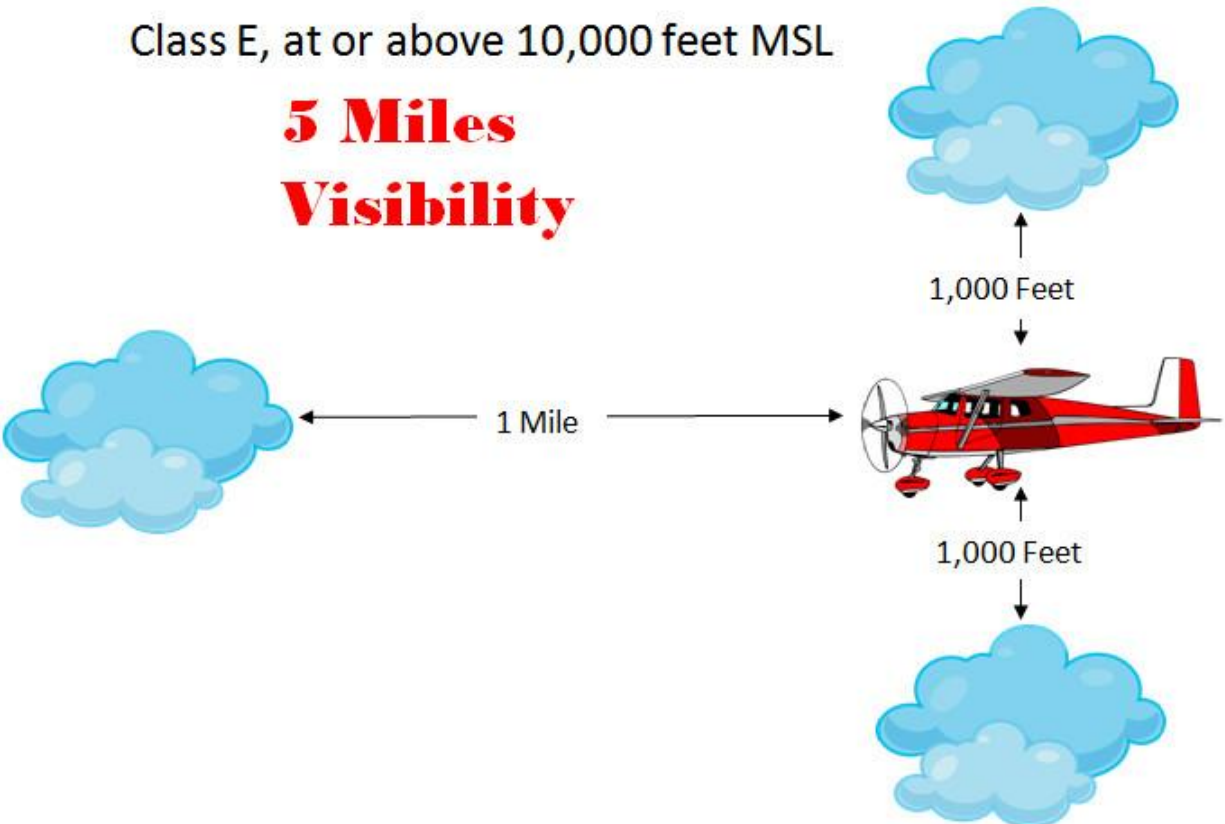 Class E, at or above 10,000 feet MSL
5 Miles
Visibility
1,000 Feet
1 Mile
1,000 Feet